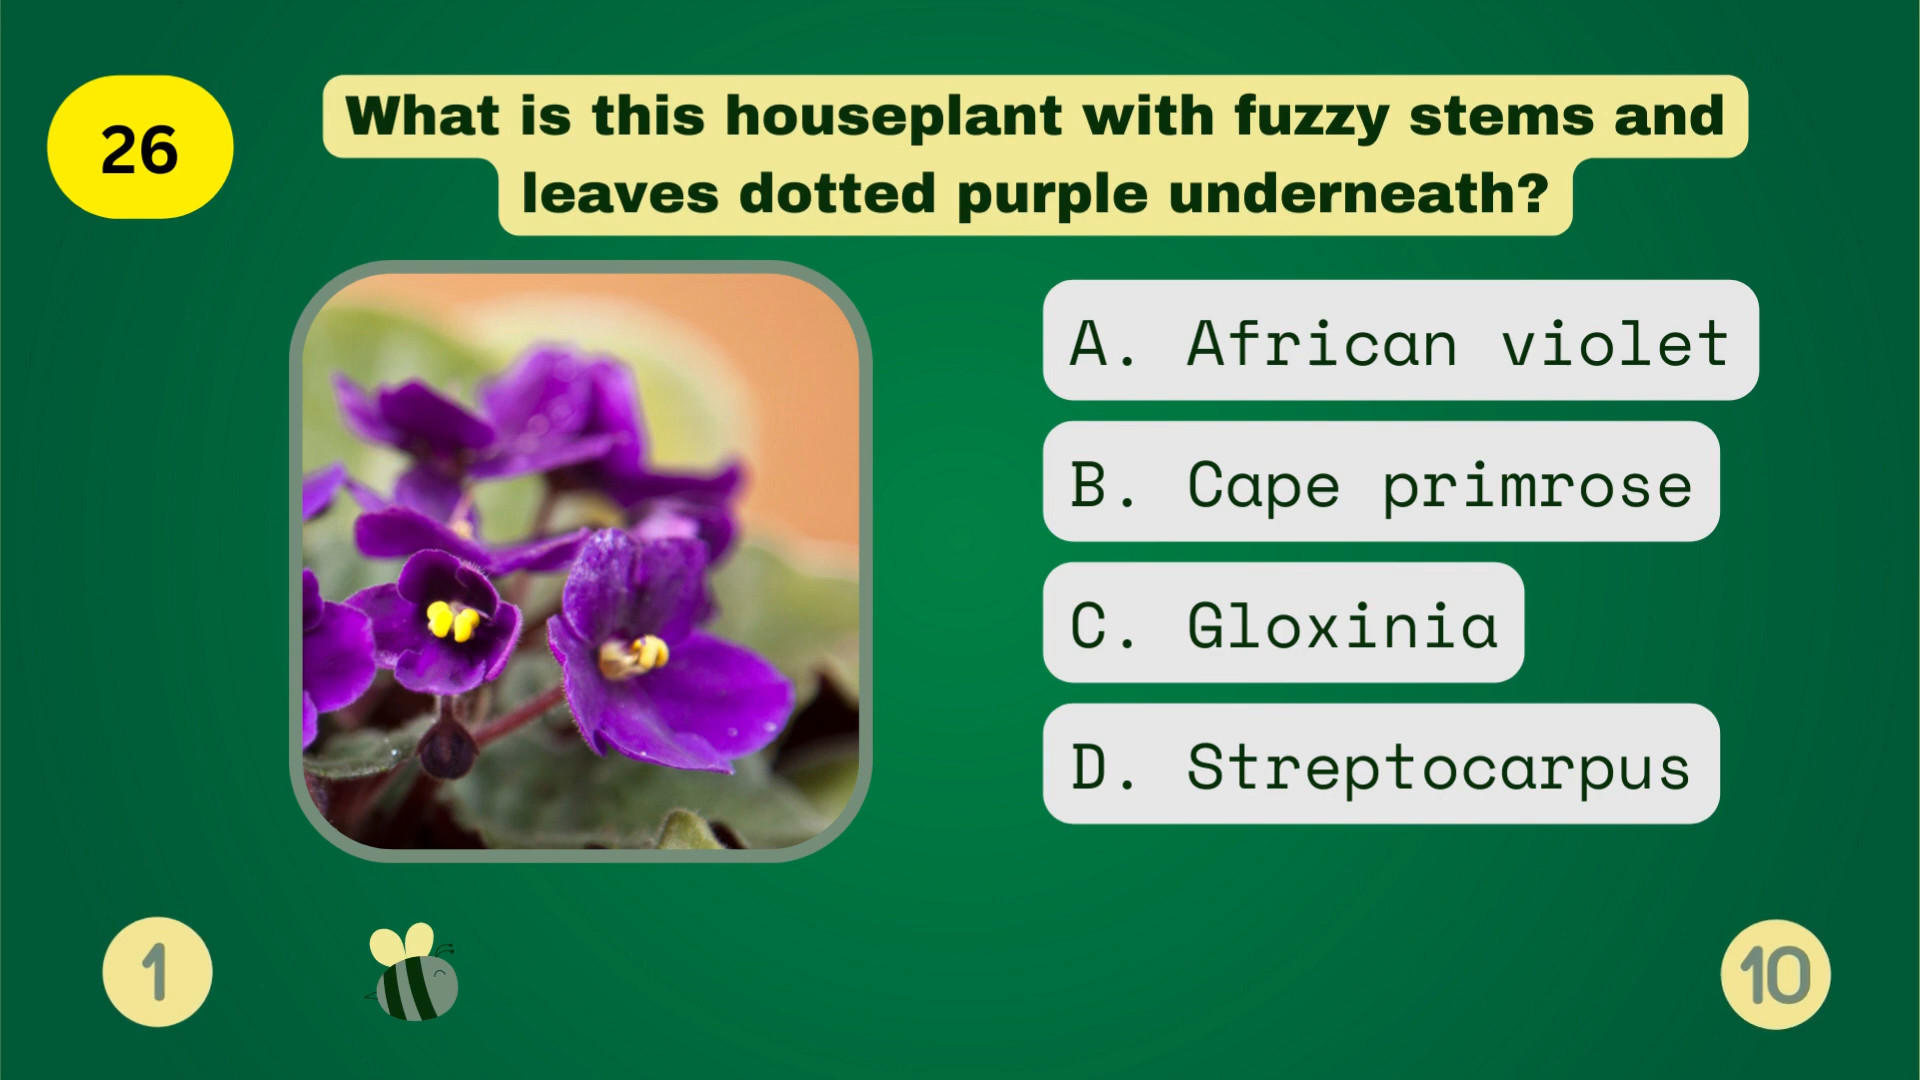 26
What is this houseplant with fuzzy stems and
leaves dotted purple underneath?
A. African violet
B. Cape primrose
C. Gloxinia
D. Streptocarpus
1
10